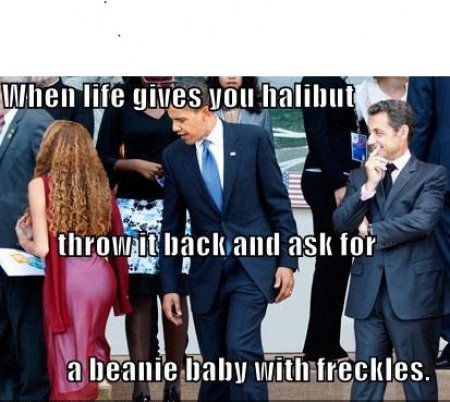 When life gives you halibut
throw it back and ask for
a beanie baby with freckles.